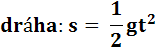 dráha: s = 1/2 gt²